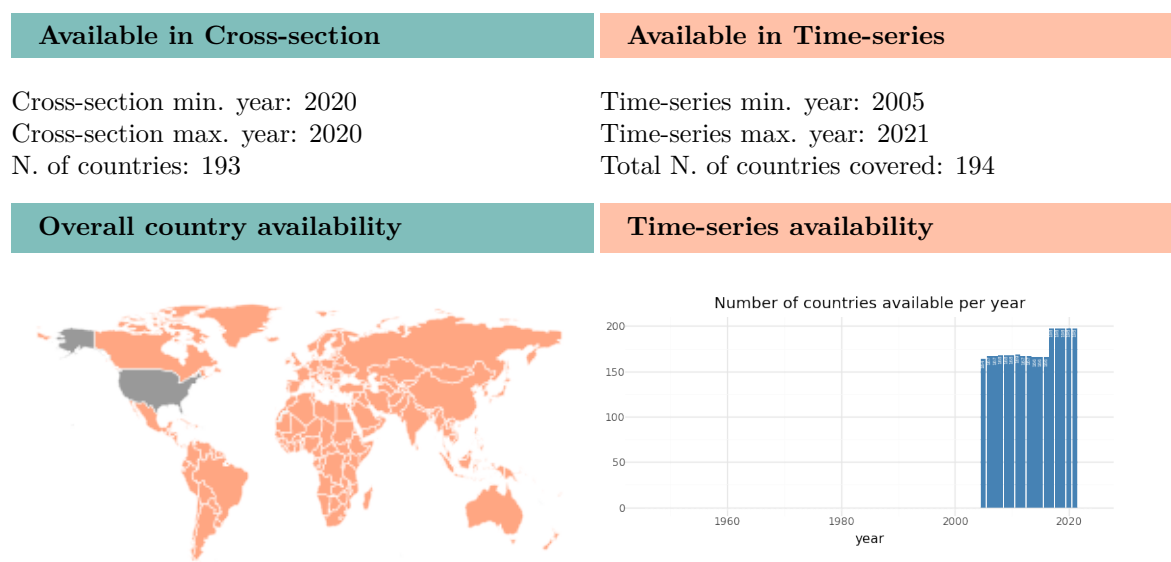 Available in Cross-section
Available in Time-series
Cross-section min. year: 2020
Cross-section max. year: 2020
N. of countries: 193
Time-series min. year: 2005
Time-series max. year: 2021
Total N. of countries covered: 194
Overall country availability
Time-series availability
Number of countries available per year
200
150
100
50
0
1960 1980 2000 2020
year